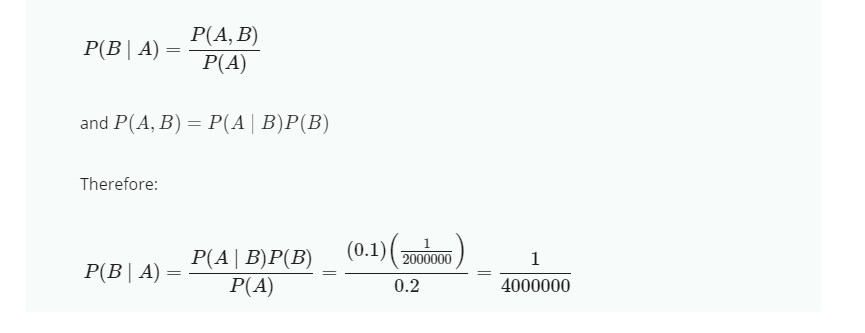 P(B | A) = P(A, B) / P(A)
and P(A, B) = P(A | B)P(B)
Therefore:
P(B | A) = P(A | B)P(B) / P(A) = (0.1)(1/2000000) / 0.2 = 1 / 4000000